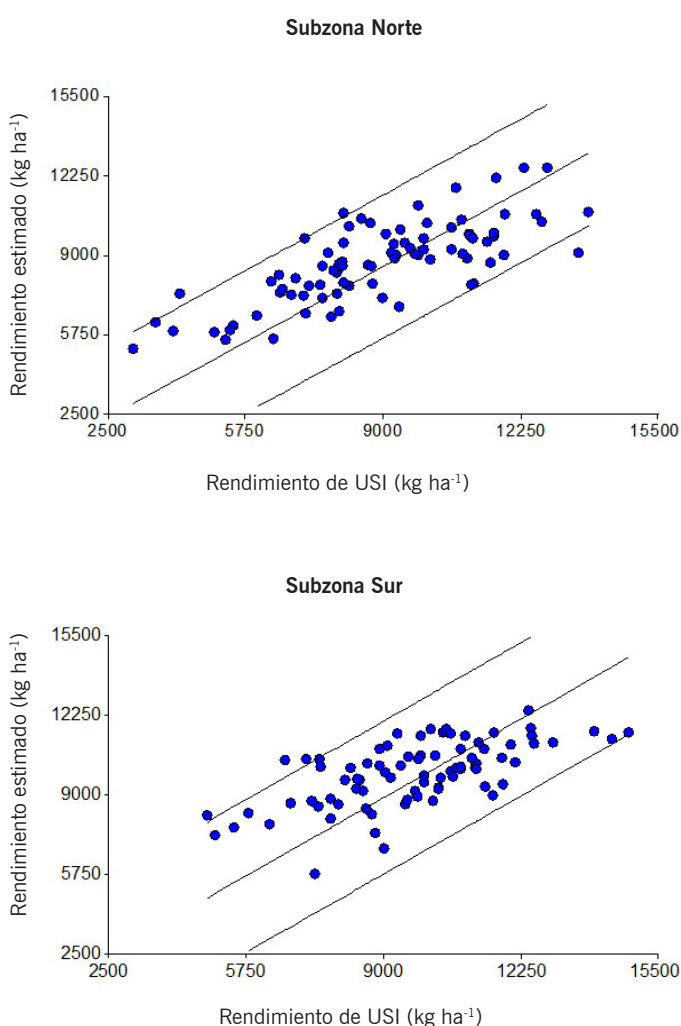 Subzona Norte
Rendimiento estimado (kg ha⁻¹)
15500
12250
9000
5750
2500
2500 5750 9000 12250 15500
Rendimiento de USI (kg ha⁻¹)
Subzona Sur
Rendimiento estimado (kg ha⁻¹)
15500
12250
9000
5750
2500
2500 5750 9000 12250 15500
Rendimiento de USI (kg ha⁻¹)